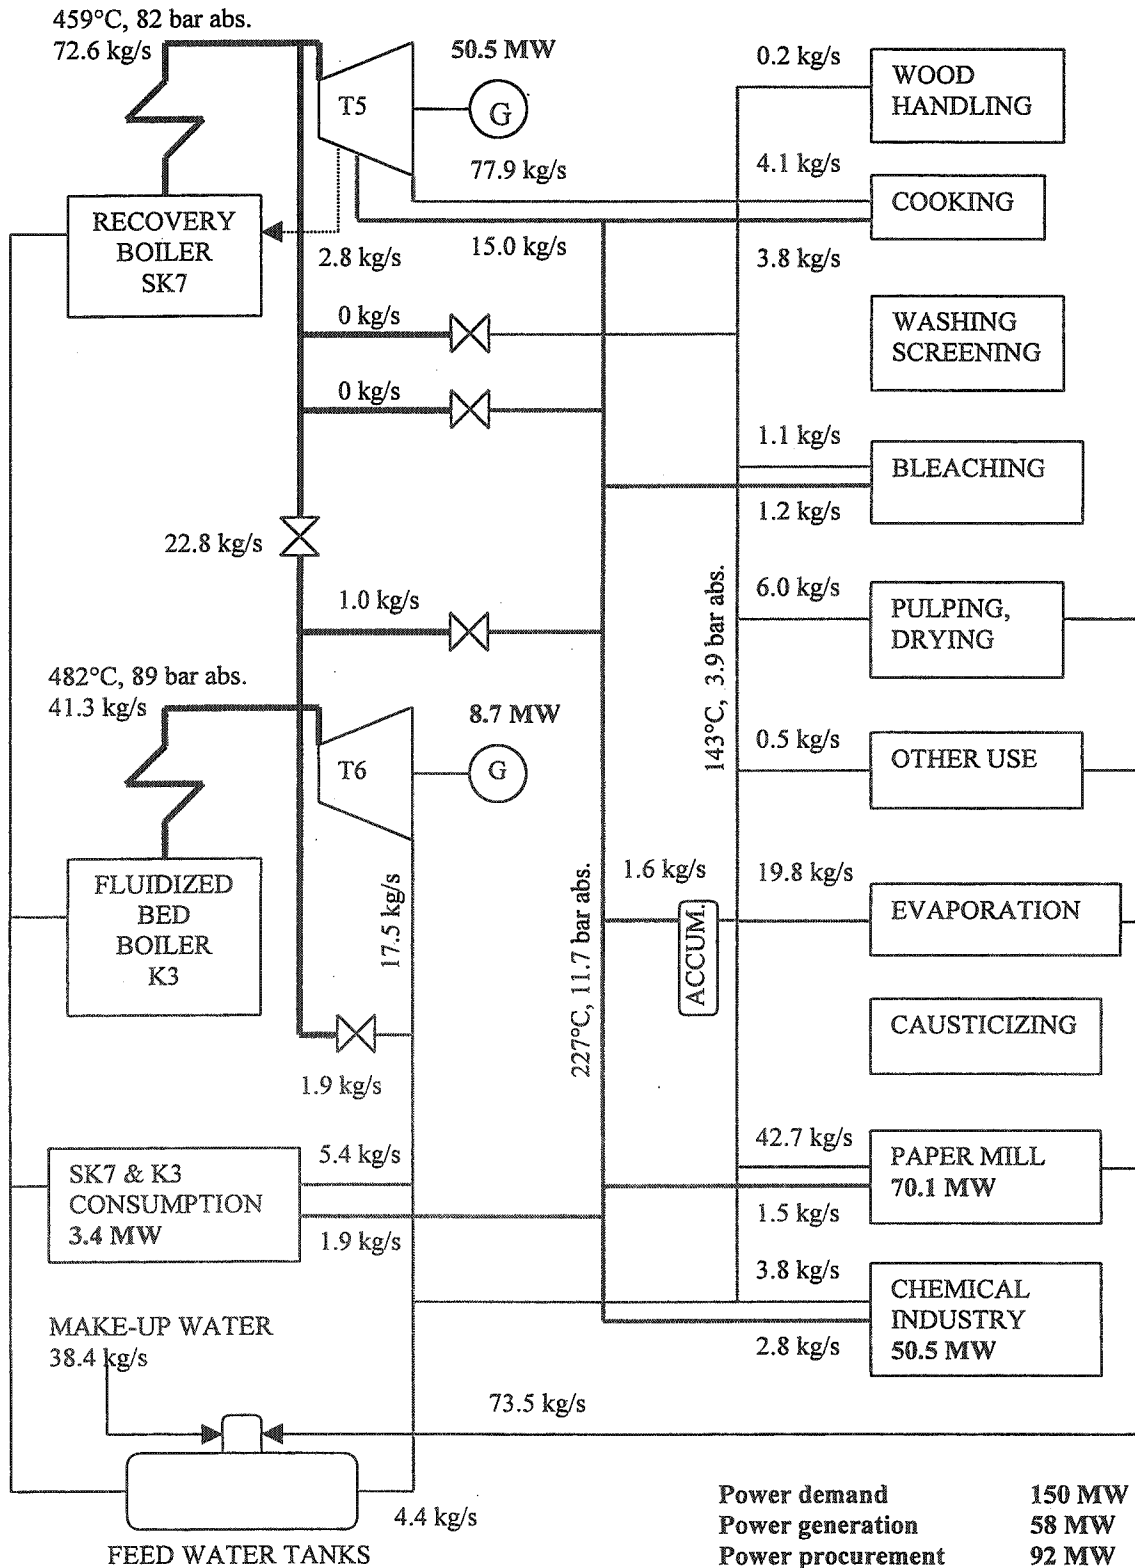 459°C, 82 bar abs.
72.6 kg/s
50.5 MW
T5
G
77.9 kg/s
RECOVERY
BOILER
SK7
2.8 kg/s
15.0 kg/s
0.2 kg/s
WOOD
HANDLING
4.1 kg/s
COOKING
3.8 kg/s
0 kg/s
WASHING
SCREENING
0 kg/s
1.1 kg/s
BLEACHING
1.2 kg/s
22.8 kg/s
1.0 kg/s
6.0 kg/s
PULPING,
DRYING
143°C, 3.9 bar abs.
482°C, 89 bar abs.
41.3 kg/s
8.7 MW
T6
G
0.5 kg/s
OTHER USE
FLUIDIZED
BED
BOILER
K3
17.5 kg/s
227°C, 11.7 bar abs.
1.6 kg/s
ACCUM.
19.8 kg/s
EVAPORATION
CAUSTICIZING
1.9 kg/s
SK7 & K3
CONSUMPTION
3.4 MW
5.4 kg/s
1.9 kg/s
42.7 kg/s
PAPER MILL
70.1 MW
1.5 kg/s
3.8 kg/s
CHEMICAL
INDUSTRY
50.5 MW
2.8 kg/s
MAKE-UP WATER
38.4 kg/s
73.5 kg/s
4.4 kg/s
FEED WATER TANKS
Power demand 150 MW
Power generation 58 MW
Power procurement 92 MW